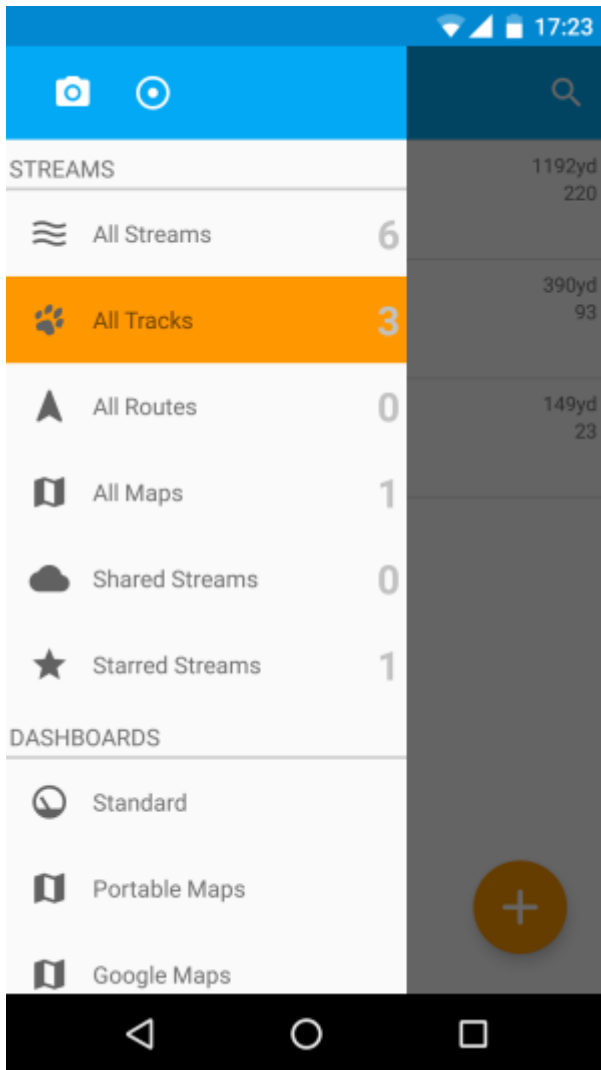 17:23
STREAMS
All Streams 6
All Tracks 3
All Routes 0
All Maps 1
Shared Streams 0
Starred Streams 1
DASHBOARDS
Standard
Portable Maps
Google Maps
1192yd
220
390yd
93
149yd
23